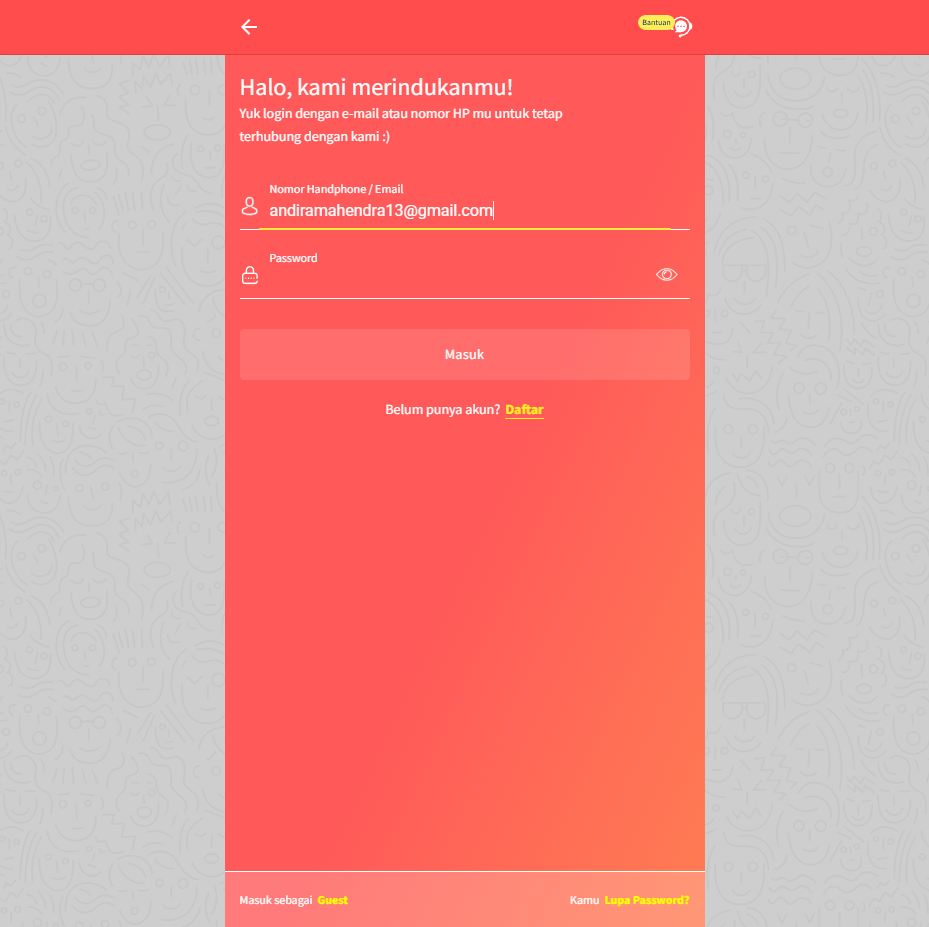 Bantuan
Halo, kami merindukanmu!
Yuk login dengan e-mail atau nomor HP mu untuk tetap
terhubung dengan kami :)
Nomor Handphone / Email
andiramahendra13@gmail.com
Password
Masuk
Belum punya akun? Daftar
Masuk sebagai Guest
Kamu Lupa Password?